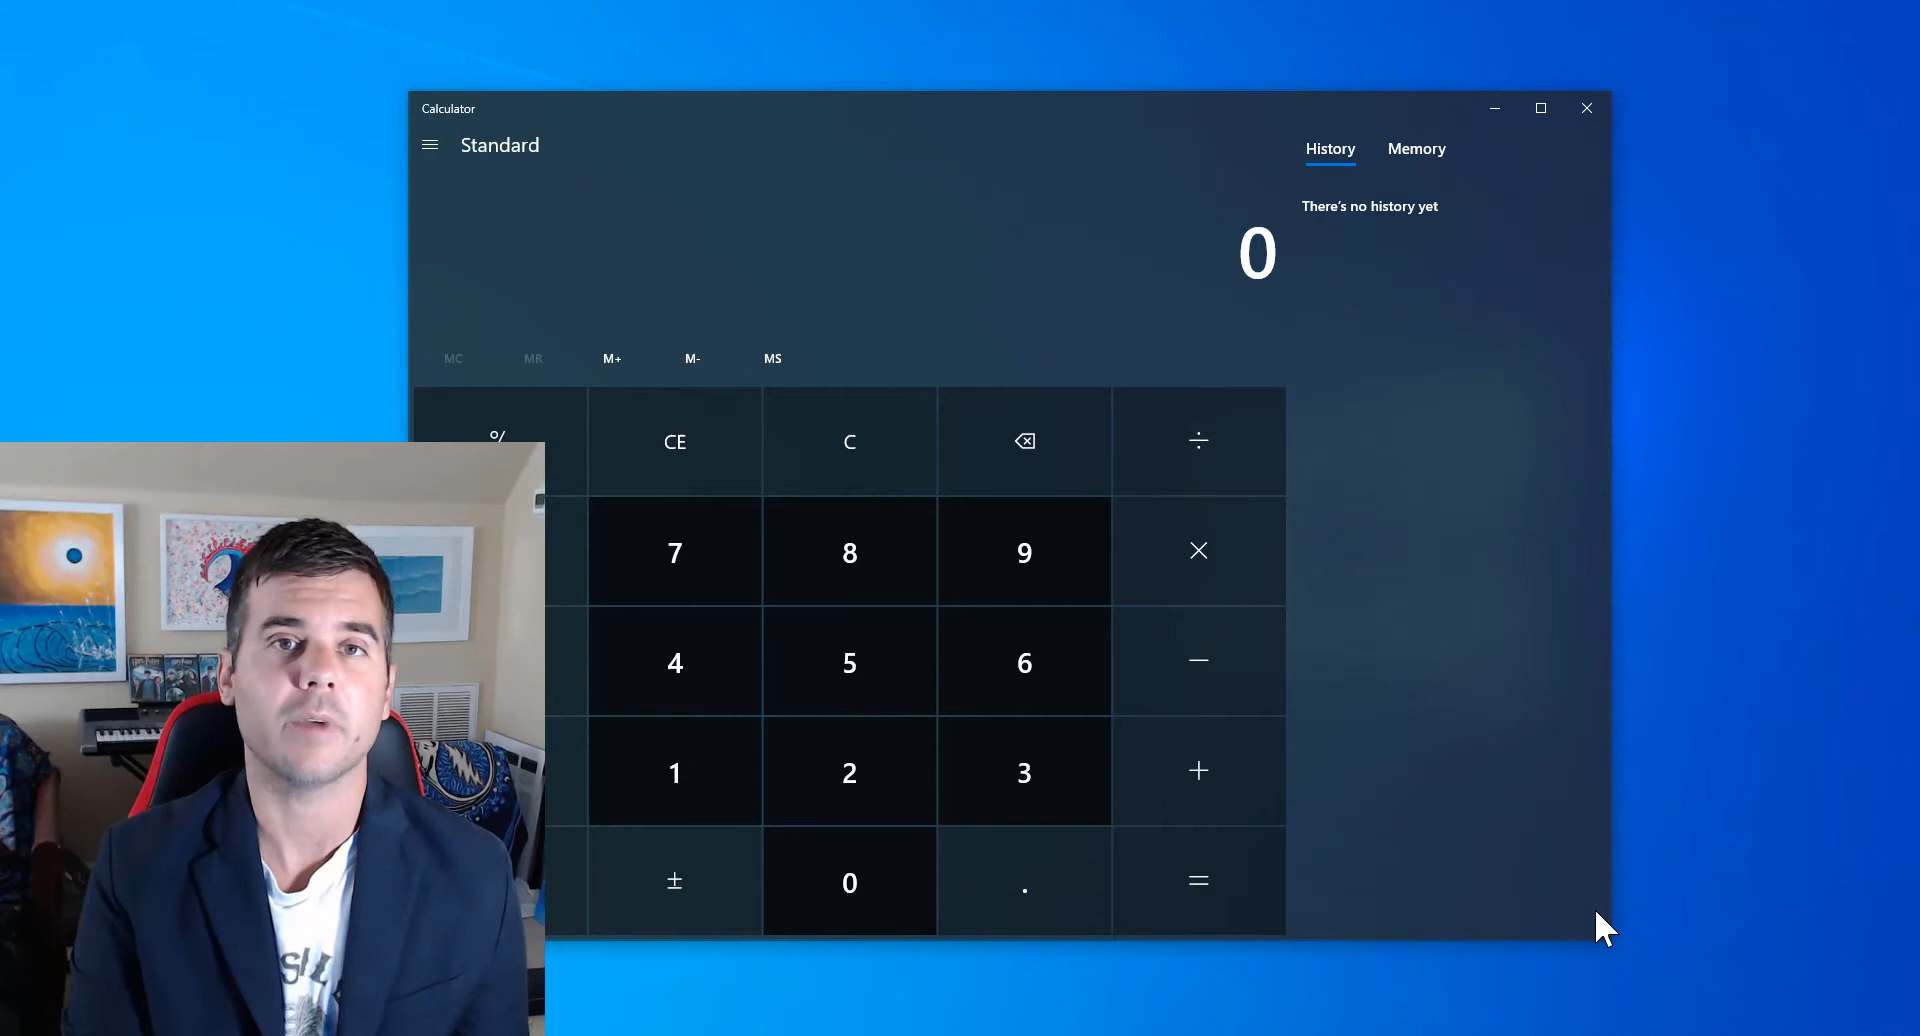 Calculator
Standard
History Memory
There's no history yet
0
MC MR M+ M- MS
% CE C ÷
7 8 9 ×
4 5 6 −
1 2 3 +
± 0 . =